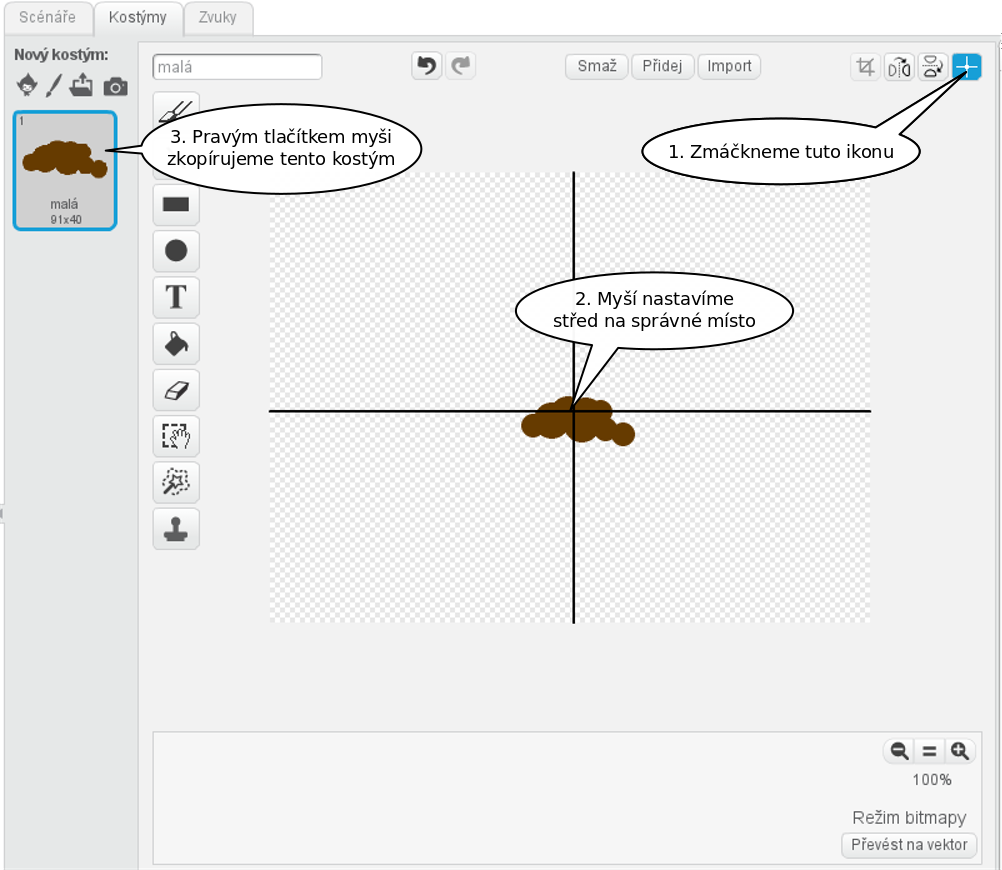 Scénáře Kostýmy Zvuky
Nový kostým:
malá
Smaž Přidej Import
1
malá
91x40
3. Pravým tlačítkem myši
zkopírujeme tento kostým
1. Zmáčkneme tuto ikonu
T
2. Myší nastavíme
střed na správné místo
100%
Režim bitmapy
Převést na vektor